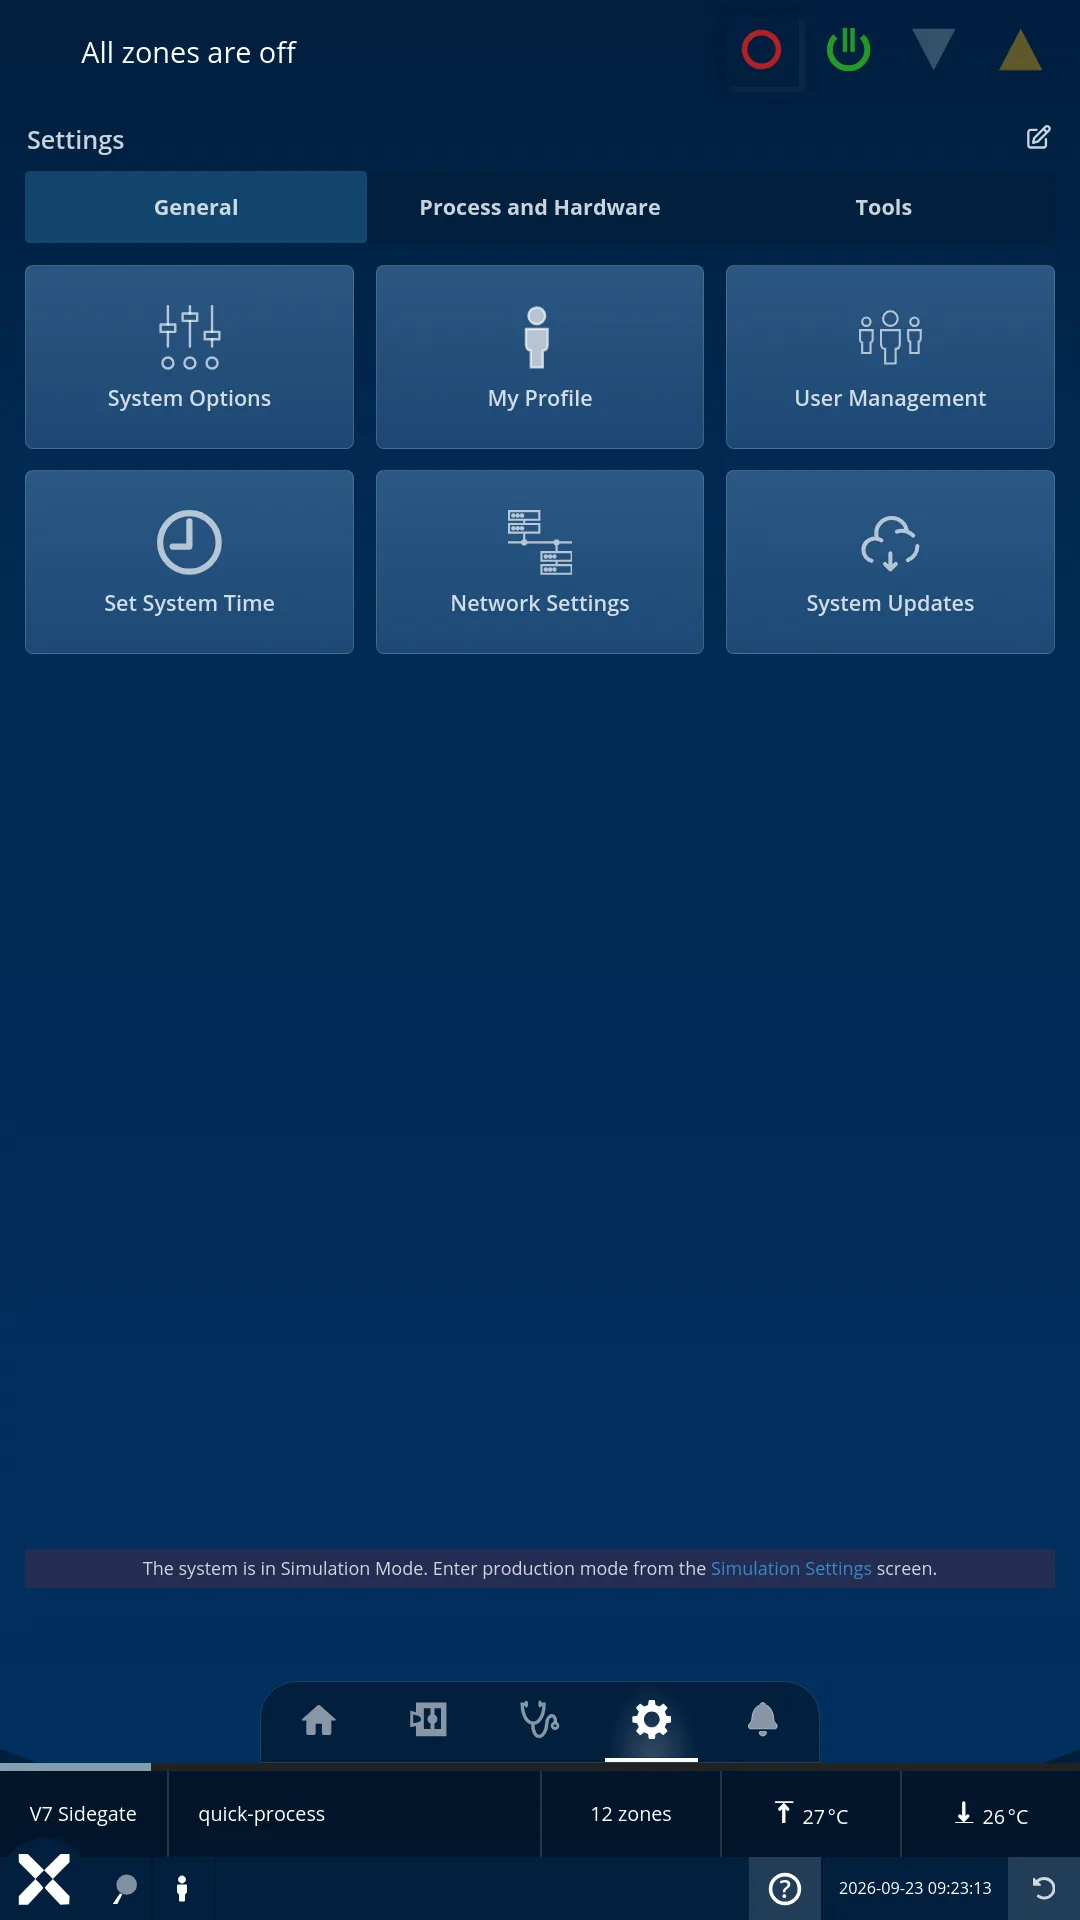 All zones are off
Settings
General
Process and Hardware
Tools
System Options
My Profile
User Management
Set System Time
Network Settings
System Updates
The system is in Simulation Mode. Enter production mode from the Simulation Settings screen.
V7 Sidegate
quick-process
12 zones
27°C
26°C
?
2026-09-23 09:23:13